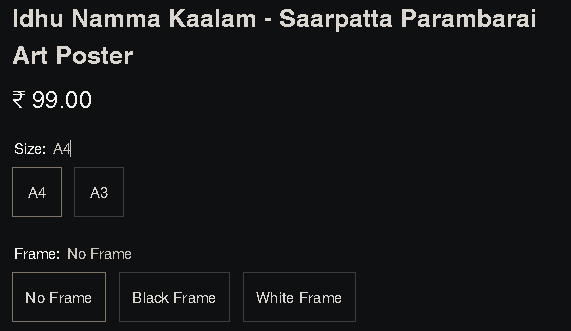 Idhu Namma Kaalam - Saarpatta Parambarai
Art Poster
₹ 99.00
Size: A4
A4 A3
Frame: No Frame
No Frame Black Frame White Frame